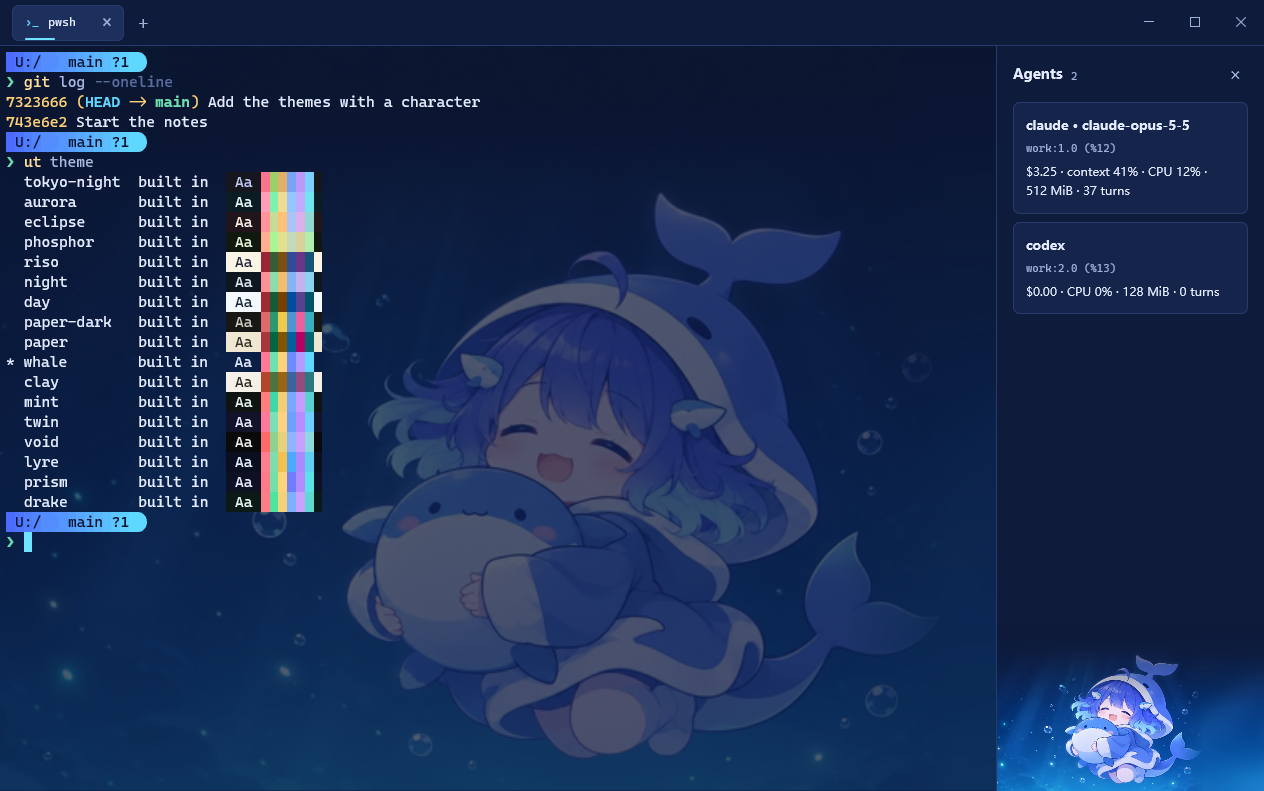 >_ pwsh × +
U:/ main ?1
❯ git log --oneline
7323666 (HEAD -> main) Add the themes with a character
743e6e2 Start the notes
U:/ main ?1
❯ ut theme
tokyo-night built in Aa
aurora built in Aa
eclipse built in Aa
phosphor built in Aa
riso built in Aa
night built in Aa
day built in Aa
paper-dark built in Aa
paper built in Aa
* whale built in Aa
clay built in Aa
mint built in Aa
twin built in Aa
void built in Aa
lyre built in Aa
prism built in Aa
drake built in Aa
U:/ main ?1
❯
Agents 2 ×
claude • claude-opus-5-5
work:1.0 (%12)
$3.25 · context 41% · CPU 12% ·
512 MiB · 37 turns
codex
work:2.0 (%13)
$0.00 · CPU 0% · 128 MiB · 0 turns